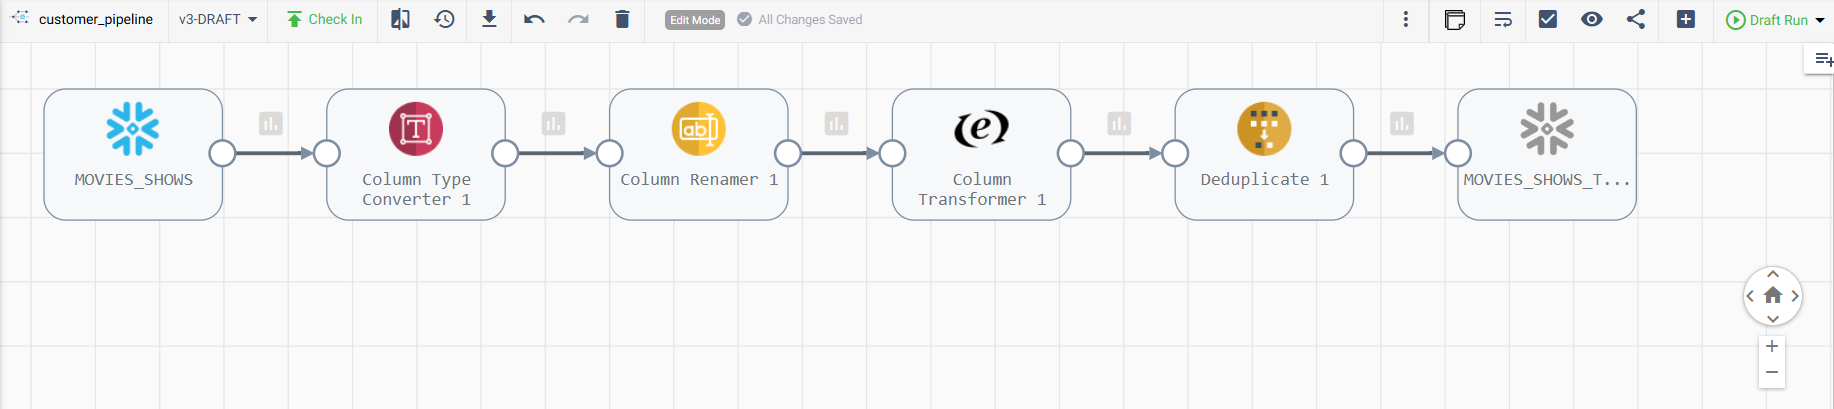 customer_pipeline
v3-DRAFT
Check In
Edit Mode
All Changes Saved
Draft Run
MOVIES_SHOWS
Column Type
Converter 1
Column Renamer 1
Column
Transformer 1
Deduplicate 1
MOVIES_SHOWS_T...